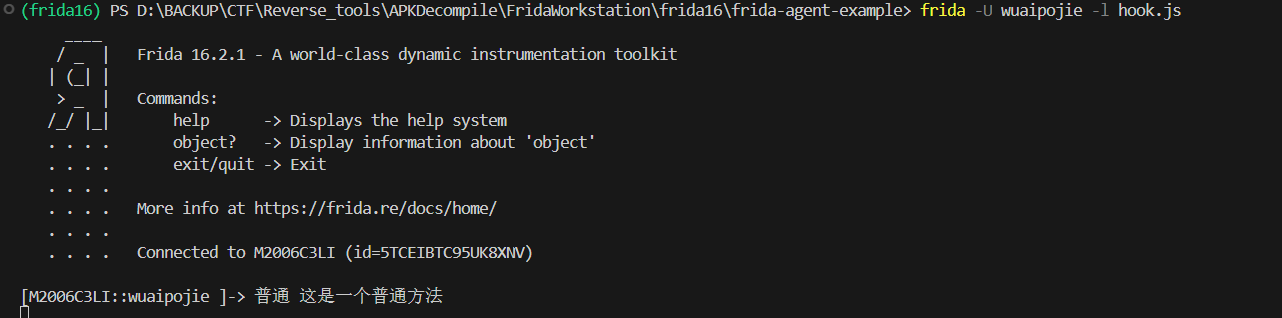 (frida16) PS D:\BACKUP\CTF\Reverse_tools\APKDecompile\FridaWorkstation\frida16\frida-agent-example> frida -U wuaipojie -l hook.js
     ____
    / _  |   Frida 16.2.1 - A world-class dynamic instrumentation toolkit
   | (_| |
    > _  |   Commands:
   /_/ |_|       help      -> Displays the help system
   . . . .       object?   -> Display information about 'object'
   . . . .       exit/quit -> Exit
   . . . .
   . . . .   More info at https://frida.re/docs/home/
   . . . .
   . . . .   Connected to M2006C3LI (id=5TCEIBTC95UK8XNV)
[M2006C3LI::wuaipojie ]-> 普通 这是一个普通方法